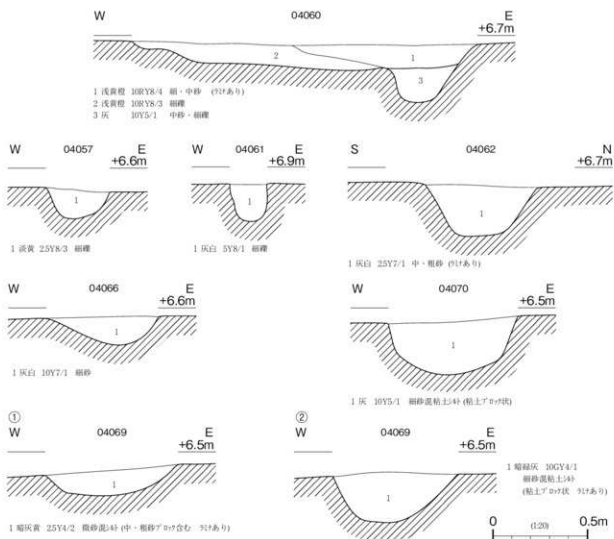 W 04060 E
+6.7m
2 1
3
1 浅黄橙 10RY8/4 細・中砂 (ラミナあり)
2 浅黄橙 10RY8/3 細礫
3 灰 10Y5/1 中砂・細礫
W 04057 E
+6.6m
1
1 淡黄 2.5Y8/3 細礫
W 04061 E
+6.9m
1
1 灰白 5Y8/1 細礫
S 04062 N
+6.7m
1
1 灰白 2.5Y7/1 中・粗砂 (ラミナあり)
W 04066 E
+6.6m
1
1 灰白 10Y7/1 細砂
W 04070 E
+6.5m
1
1 灰 10Y5/1 細砂混粘土シルト (粘土ブロック状)
①
W 04069 E
+6.5m
1
1 暗灰黄 2.5Y4/2 微砂混シルト (中・粗砂ブロック含む ラミナあり)
②
W 04069 E
+6.5m
1
1 暗緑灰 10GY4/1
細砂混粘土シルト
(粘土ブロック状 ラミナあり)
0 (1:20) 0.5m